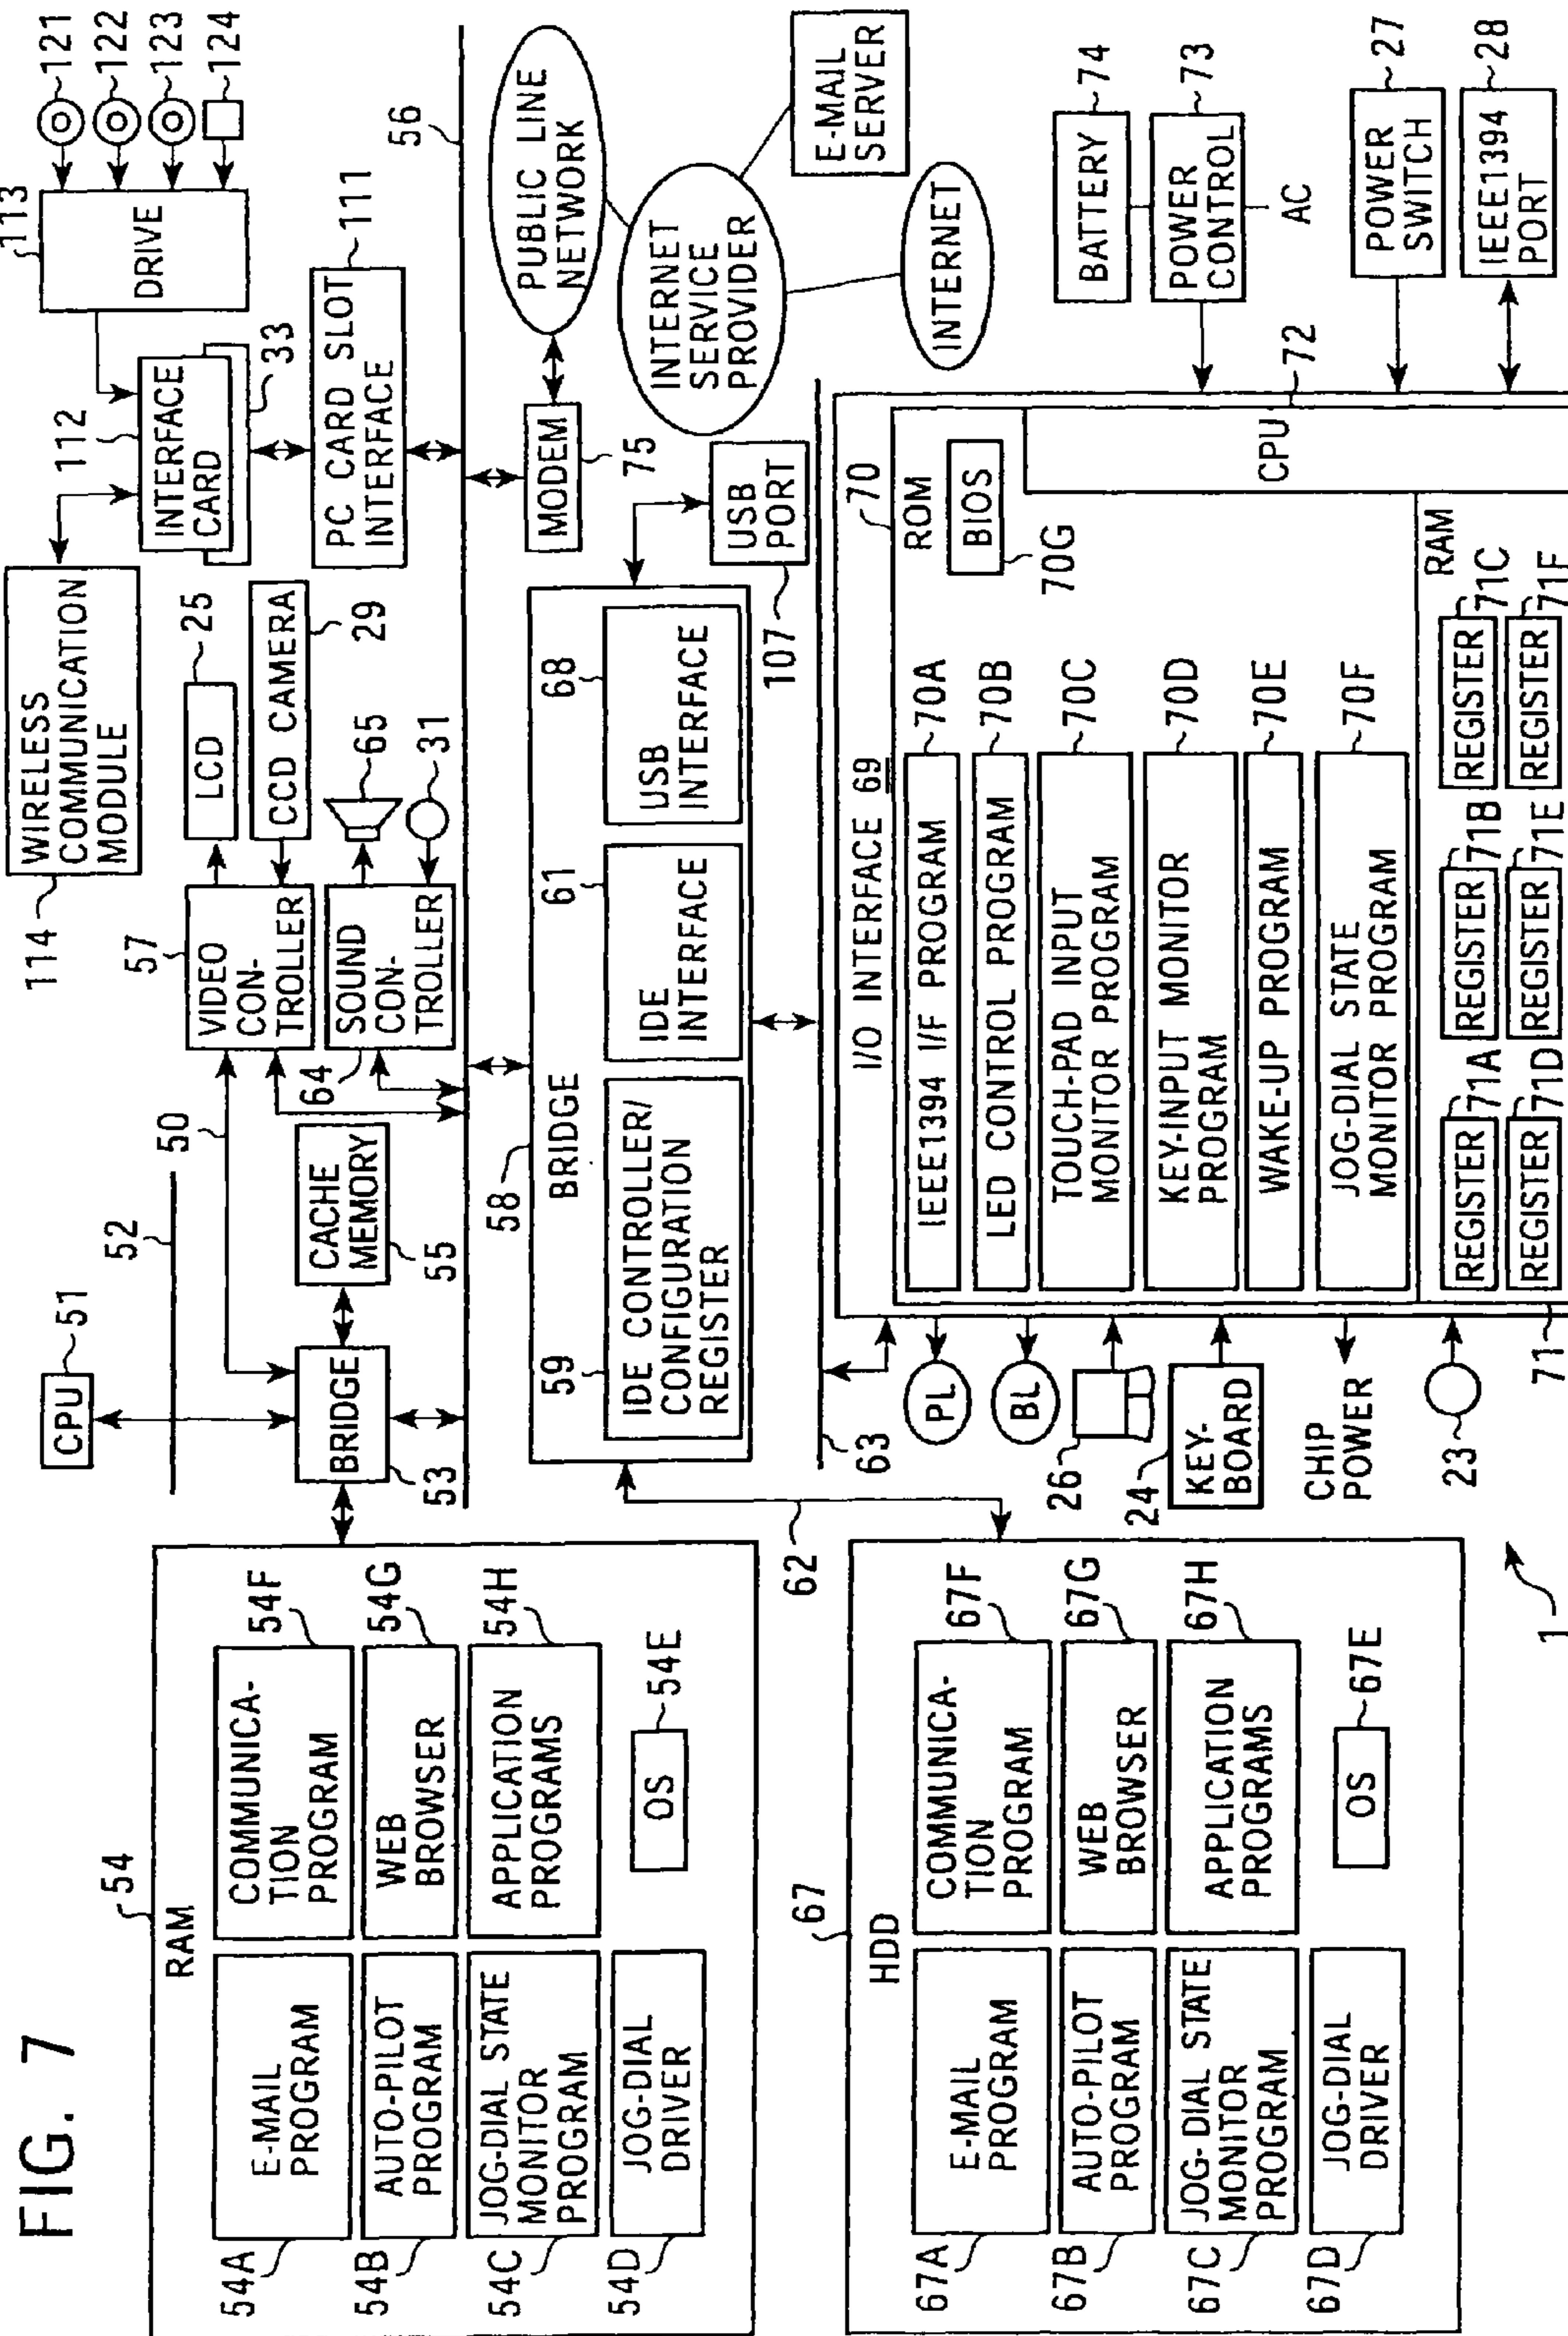 FIG. 7
54
RAM
54A
E-MAIL
PROGRAM
COMMUNICA-
TION
PROGRAM
54F
54B
AUTO-PILOT
PROGRAM
WEB
BROWSER
54G
54C
JOG-DIAL STATE
MONITOR
PROGRAM
APPLICATION
PROGRAMS
54H
54D
JOG-DIAL
DRIVER
OS
54E
67
HDD
67A
E-MAIL
PROGRAM
COMMUNICA-
TION
PROGRAM
67F
67B
AUTO-PILOT
PROGRAM
WEB
BROWSER
67G
67C
JOG-DIAL STATE
MONITOR
PROGRAM
APPLICATION
PROGRAMS
67H
67D
JOG-DIAL
DRIVER
OS
67E
62
1
CPU
51
52
50
BRIDGE
53
CACHE
MEMORY
55
114
WIRELESS
COMMUNICATION
MODULE
57
VIDEO
CON-
TROLLER
LCD
25
CCD CAMERA
29
64
SOUND
CON-
TROLLER
65
31
112
INTERFACE
CARD
33
113
DRIVE
121
122
123
124
PC CARD SLOT
INTERFACE
111
56
58
BRIDGE
59
IDE CONTROLLER/
CONFIGURATION
REGISTER
61
IDE
INTERFACE
68
USB
INTERFACE
MODEM
75
USB
PORT
107
PUBLIC LINE
NETWORK
INTERNET
SERVICE
PROVIDER
E-MAIL
SERVER
INTERNET
63
PL
BL
26
24
KEY-
BOARD
CHIP
POWER
23
I/O INTERFACE 69
70
ROM
IEEE1394 I/F PROGRAM
70A
LED CONTROL PROGRAM
70B
TOUCH-PAD INPUT
MONITOR PROGRAM
70C
KEY-INPUT MONITOR
PROGRAM
70D
WAKE-UP PROGRAM
70E
JOG-DIAL STATE
MONITOR PROGRAM
70F
BIOS
70G
CPU
72
71
RAM
REGISTER
71A
REGISTER
71B
REGISTER
71C
REGISTER
71D
REGISTER
71E
REGISTER
71F
BATTERY
74
POWER
CONTROL
73
AC
POWER
SWITCH
27
IEEE1394
PORT
28